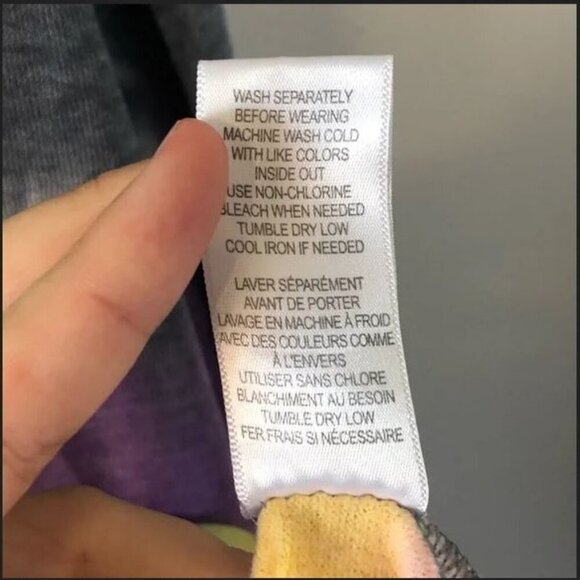 WASH SEPARATELY
BEFORE WEARING
MACHINE WASH COLD
WITH LIKE COLORS
INSIDE OUT
USE NON-CHLORINE
BLEACH WHEN NEEDED
TUMBLE DRY LOW
COOL IRON IF NEEDED
LAVER SÉPARÉMENT
AVANT DE PORTER
LAVAGE EN MACHINE À FROID
AVEC DES COULEURS COMME
À L'ENVERS
UTILISER SANS CHLORE
BLANCHIMENT AU BESOIN
TUMBLE DRY LOW
FER FRAIS SI NÉCESSAIRE